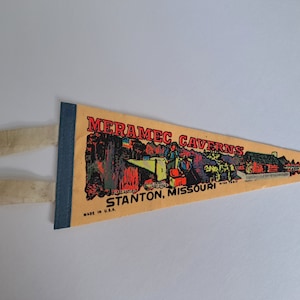 MERAMEC CAVERNS
STANTON, MISSOURI
MADE IN U.S.A.